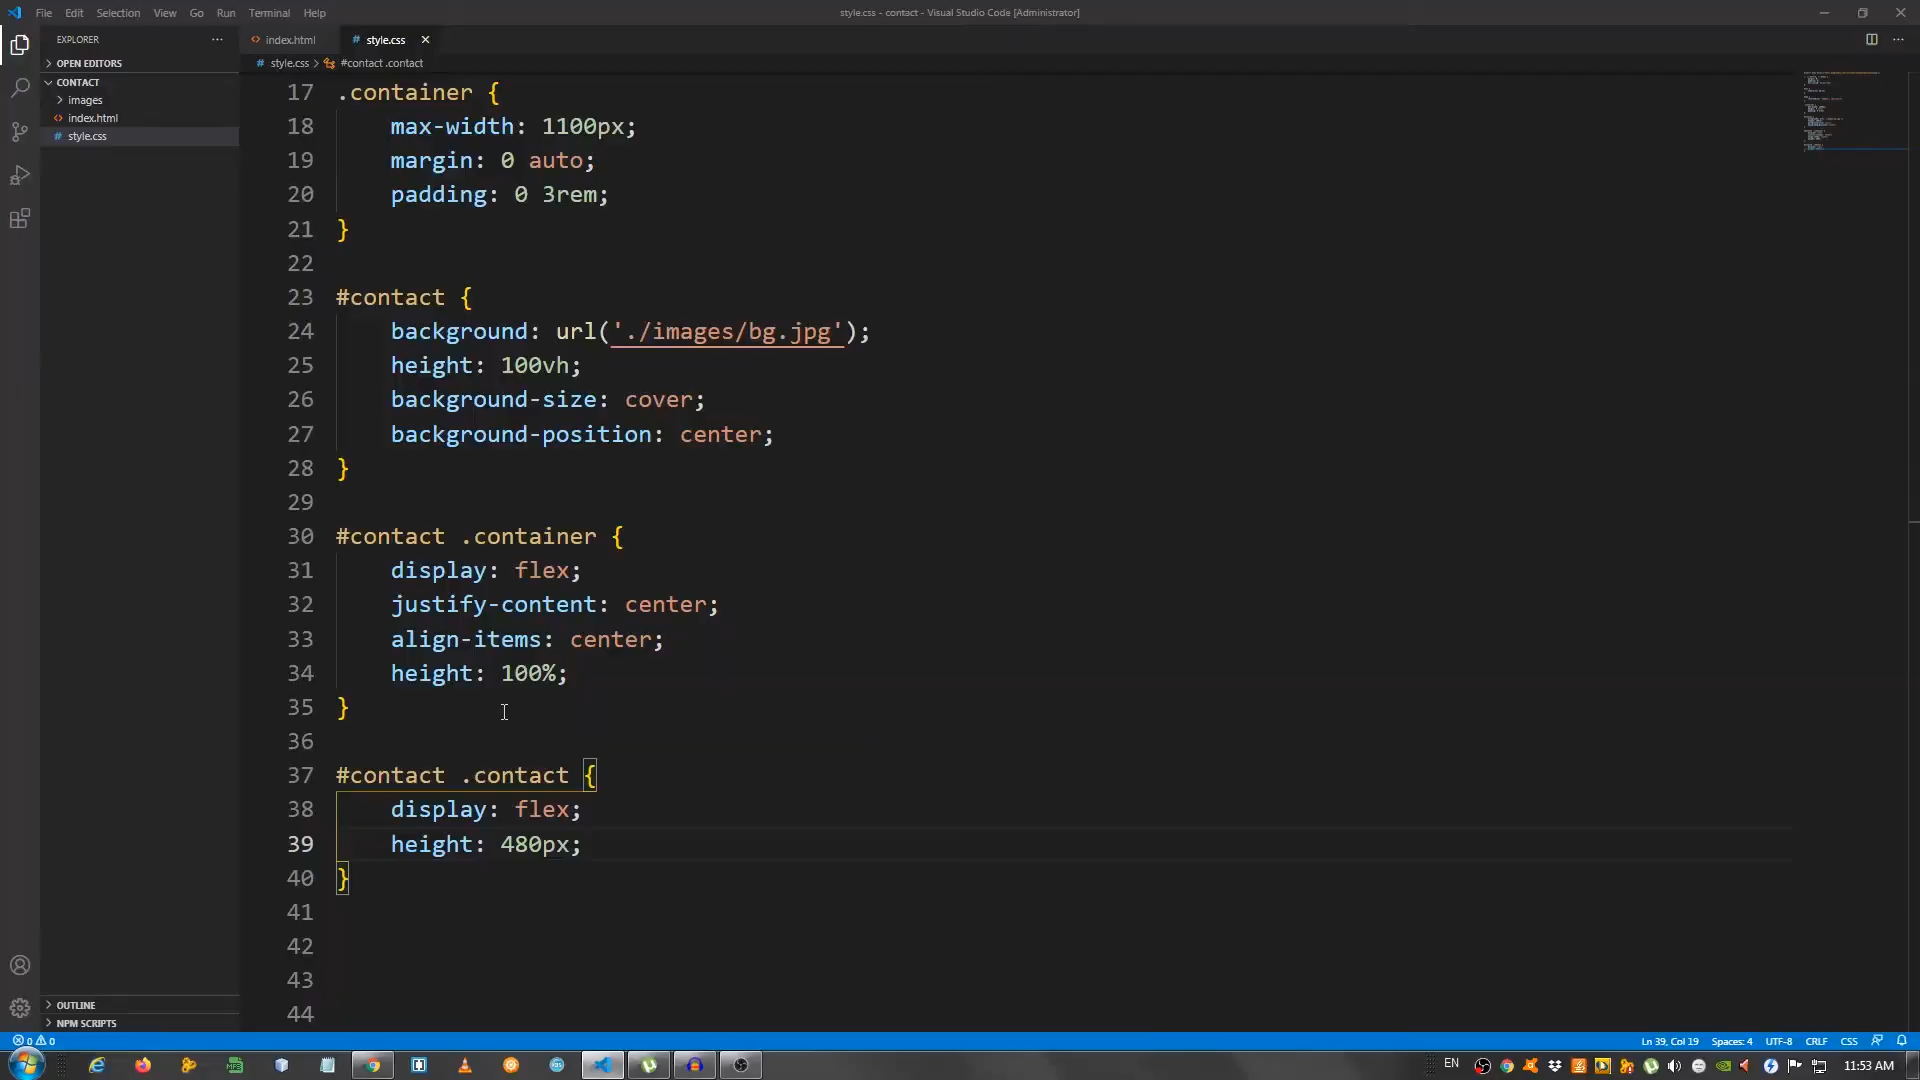 File Edit Selection View Go Run Terminal Help
style.css - contact - Visual Studio Code [Administrator]
EXPLORER
index.html
style.css
OPEN EDITORS
style.css > #contact .contact
CONTACT
images
index.html
style.css
17 .container {
18 max-width: 1100px;
19 margin: 0 auto;
20 padding: 0 3rem;
21 }
22
23 #contact {
24 background: url('./images/bg.jpg');
25 height: 100vh;
26 background-size: cover;
27 background-position: center;
28 }
29
30 #contact .container {
31 display: flex;
32 justify-content: center;
33 align-items: center;
34 height: 100%;
35 }
36
37 #contact .contact {
38 display: flex;
39 height: 480px;
40 }
41
42
43
44
OUTLINE
NPM SCRIPTS
0 0
Ln 39, Col 19 Spaces: 4 UTF-8 CRLF CSS
EN
11:53 AM